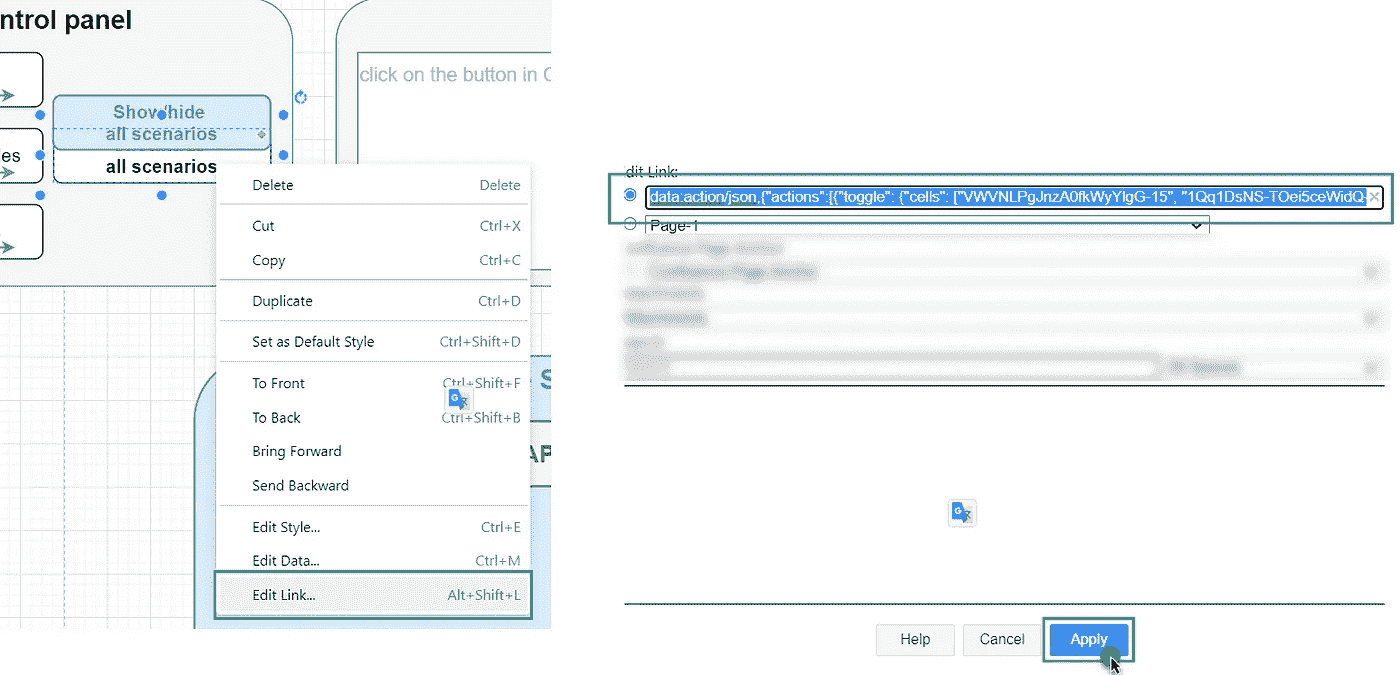 ntrol panel
click on the button in C
Show/hide
all scenarios
es
all scenarios
Delete Delete
Cut Ctrl+X
Copy Ctrl+C
Duplicate Ctrl+D
Set as Default Style Ctrl+Shift+D
To Front Ctrl+Shift+F
To Back Ctrl+Shift+B
Bring Forward
Send Backward
Edit Style... Ctrl+E
Edit Data... Ctrl+M
Edit Link... Alt+Shift+L
S
AP
dit Link:
data:action/json,{"actions":[{"toggle": {"cells": ["VWVNLPgJnzA0fkWyYlgG-15", "1Qq1DsNS-TOei5ceWidQ
Page-1
Help Cancel Apply